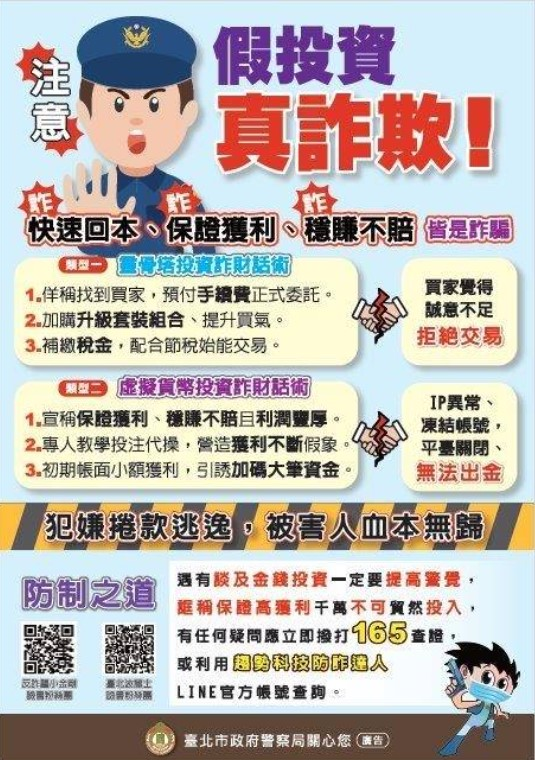 注意
假投資
真詐欺！
詐 詐 詐
快速回本、保證獲利、穩賺不賠 皆是詐騙
類型一 靈骨塔投資詐財話術
1.佯稱找到買家，預付手續費正式委託。
2.加購升級套裝組合、提升買氣。
3.補繳稅金，配合節稅始能交易。
買家覺得
誠意不足
拒絕交易
類型二 虛擬貨幣投資詐財話術
1.宣稱保證獲利、穩賺不賠且利潤豐厚。
2.專人教學投注代操，營造獲利不斷假象。
3.初期帳面小額獲利，引誘加碼大筆資金。
IP異常、
凍結帳號，
平臺關閉、
無法出金
犯嫌捲款逃逸，被害人血本無歸
防制之道
遇有談及金錢投資一定要提高警覺，
誆稱保證高獲利千萬不可貿然投入，
有任何疑問應立即撥打165查證，
或利用 趨勢科技防詐達人
LINE官方帳號查詢。
反詐騙小金剛
臉書粉絲團
臺北波麗士
臉書粉絲團
臺北市政府警察局關心您 廣告